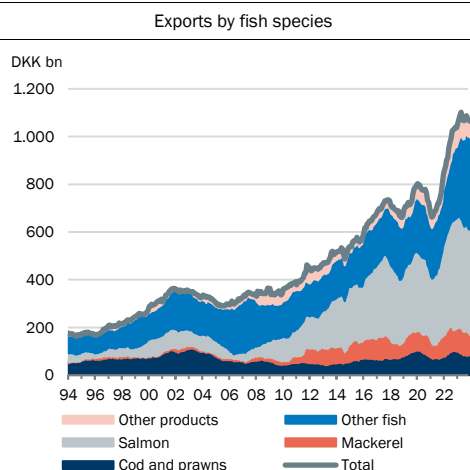 Exports by fish species
DKK bn
1.200
1.000
800
600
400
200
0
94 96 98 00 02 04 06 08 10 12 14 16 18 20 22
Other products Other fish
Salmon Mackerel
Cod and prawns Total